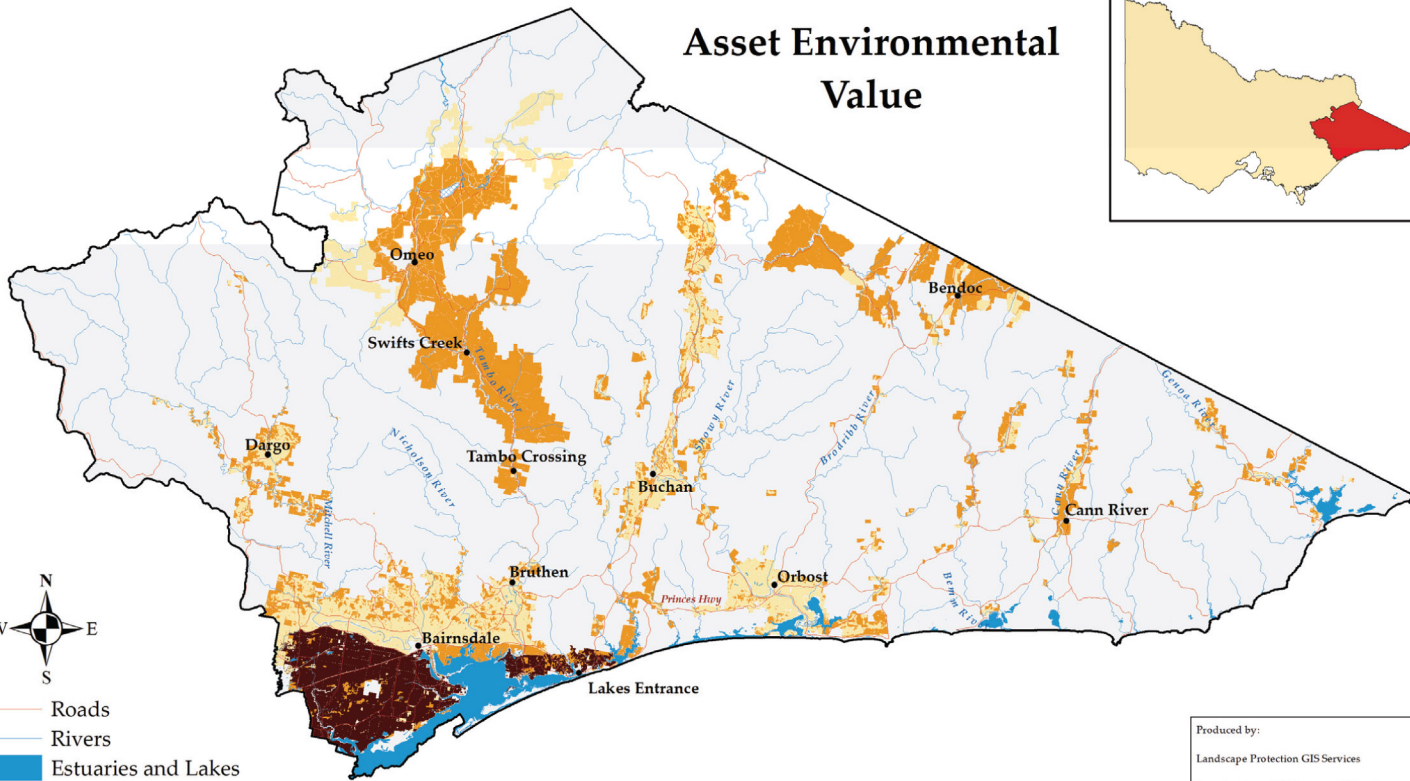 Asset Environmental
Value
Omeo
Bendoc
Swifts Creek
Tambo River
Genoa River
Snowy River
Brodribb River
Dargo
Nicholson River
Tambo Crossing
Buchan
Cann River
Cann River
Mitchell River
Bruthen
Orbost
Princes Hwy
Bemm River
Bairnsdale
Lakes Entrance
N
E
S
Roads
Rivers
Estuaries and Lakes
Produced by:
Landscape Protection GIS Services